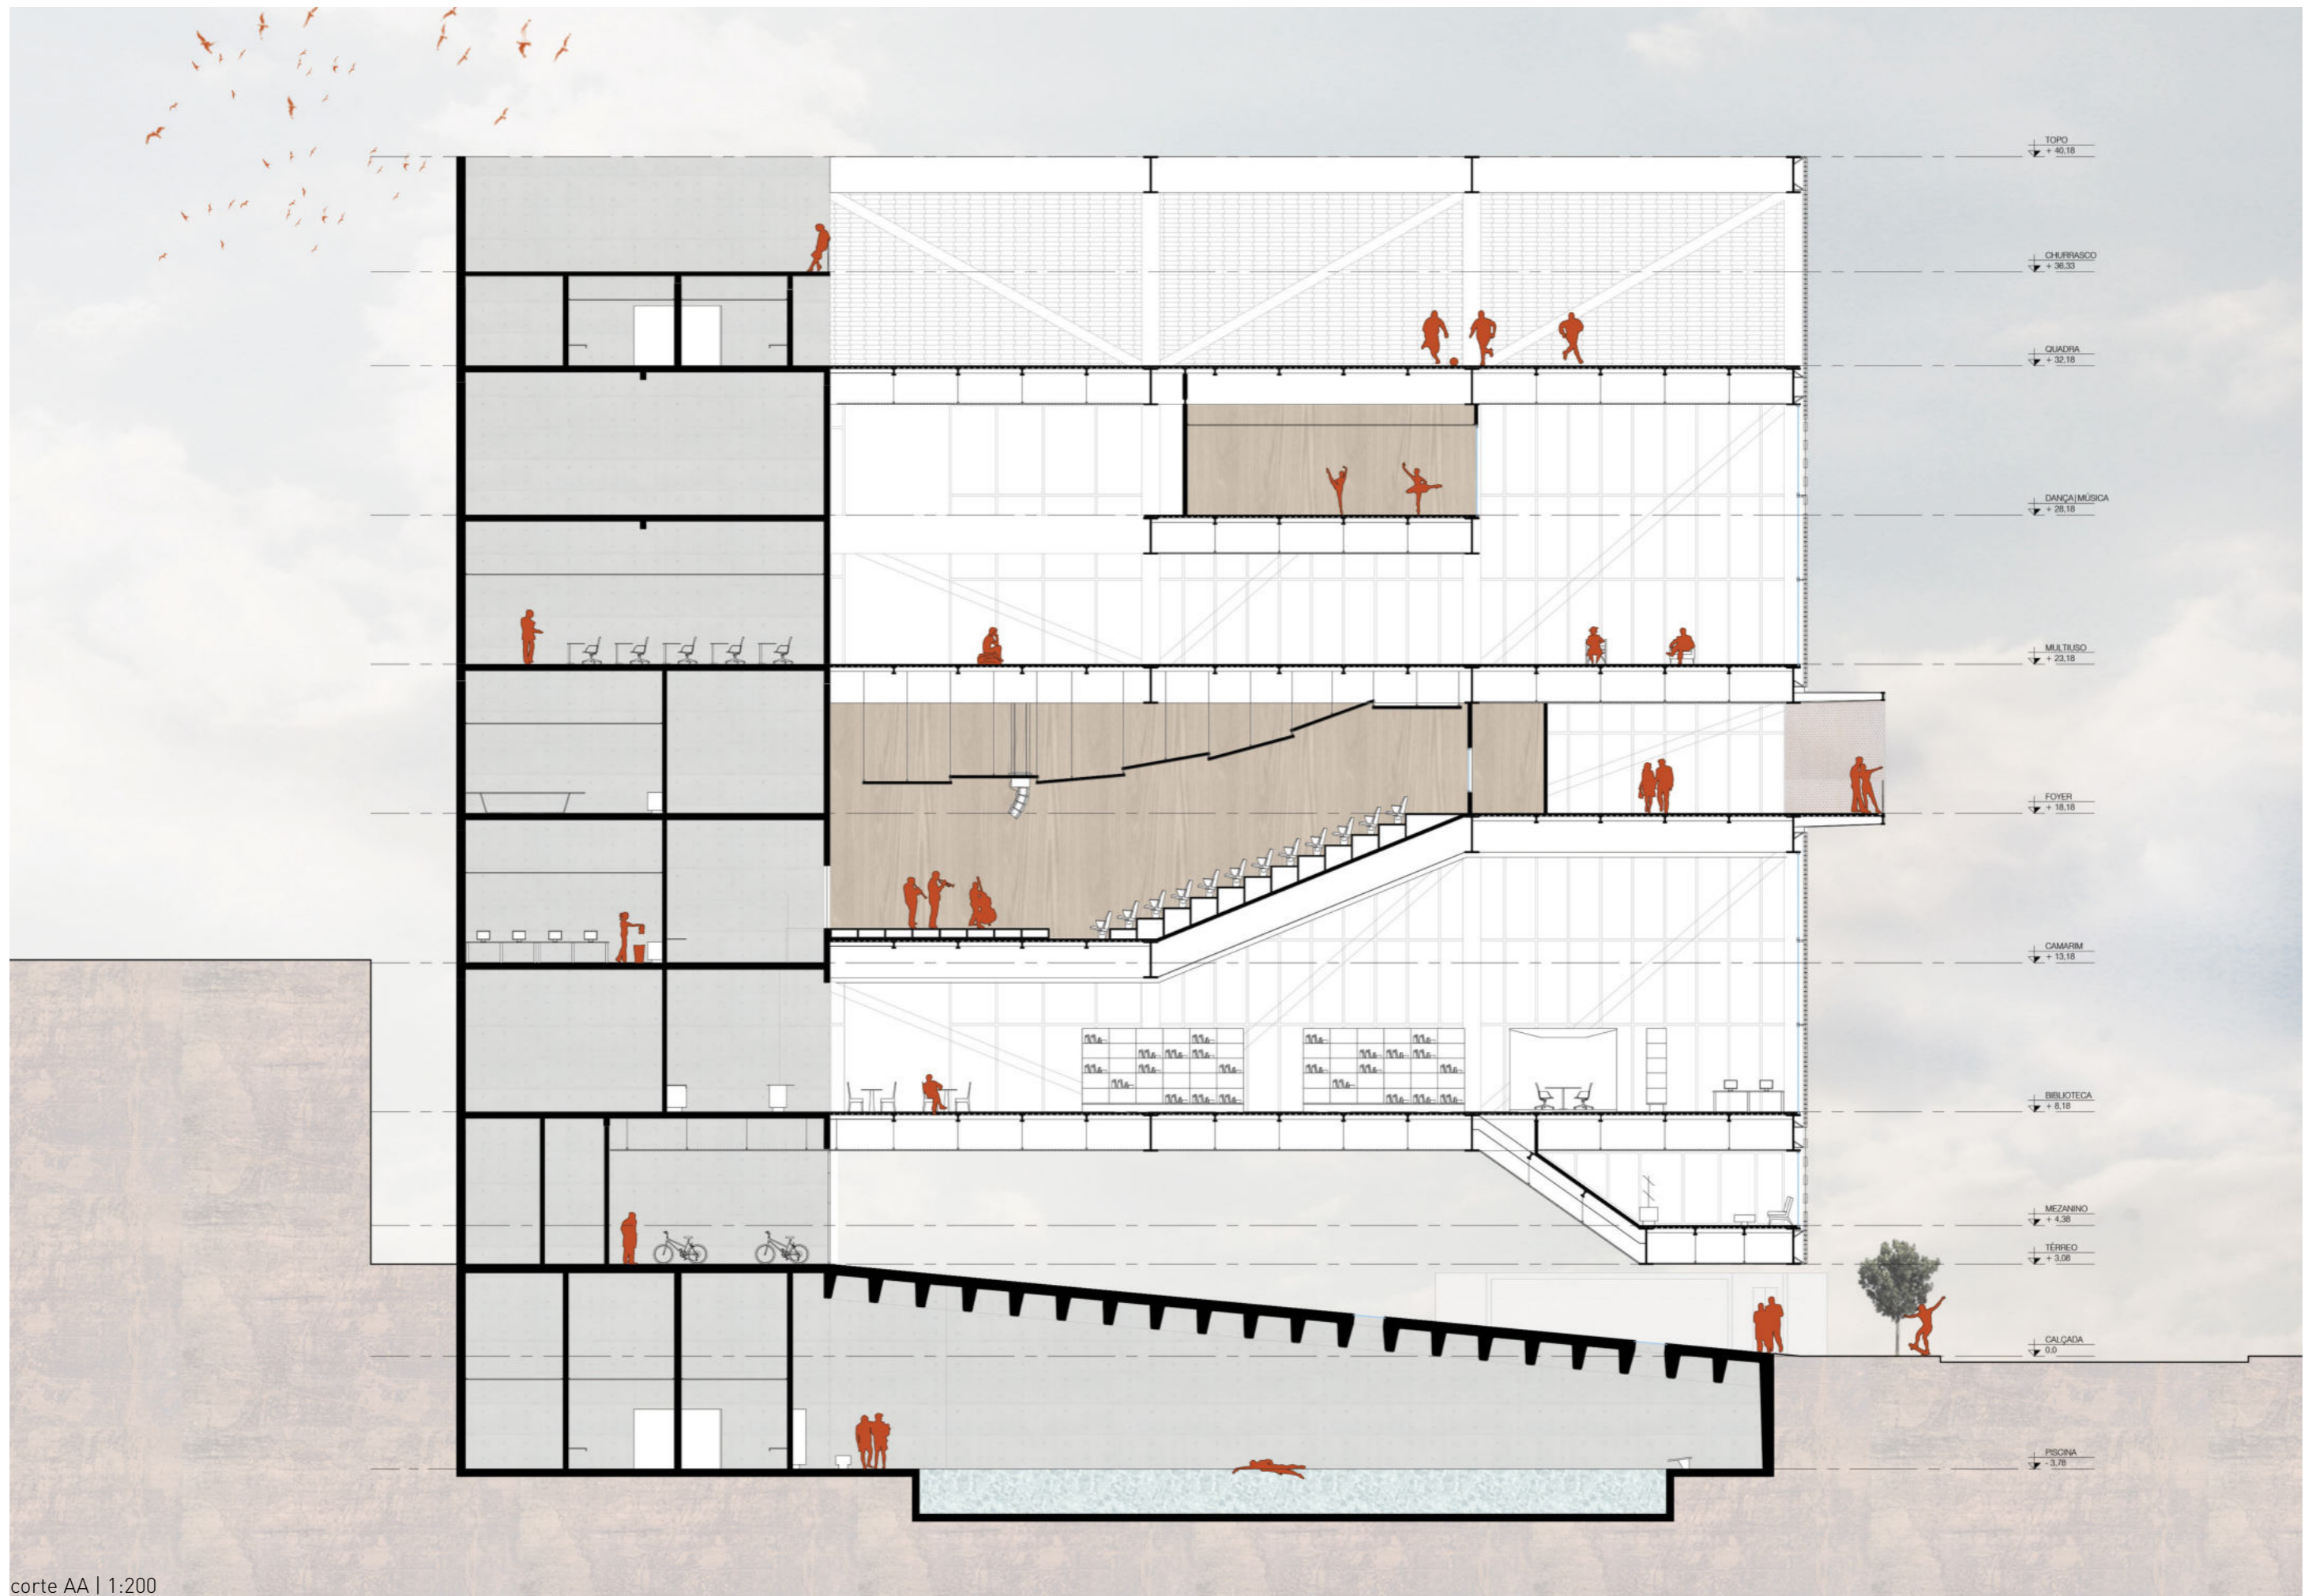 TOPO
+ 40,18
CHURRASCO
+ 36,33
QUADRA
+ 32,18
DANÇA|MÚSICA
+ 28,18
MULTIUSO
+ 23,18
FOYER
+ 18,18
CAMARIM
+ 13,18
BIBLIOTECA
+ 8,18
MEZANINO
+ 4,38
TÉRREO
+ 3,08
CALÇADA
0,0
PISCINA
- 3,78
corte AA | 1:200